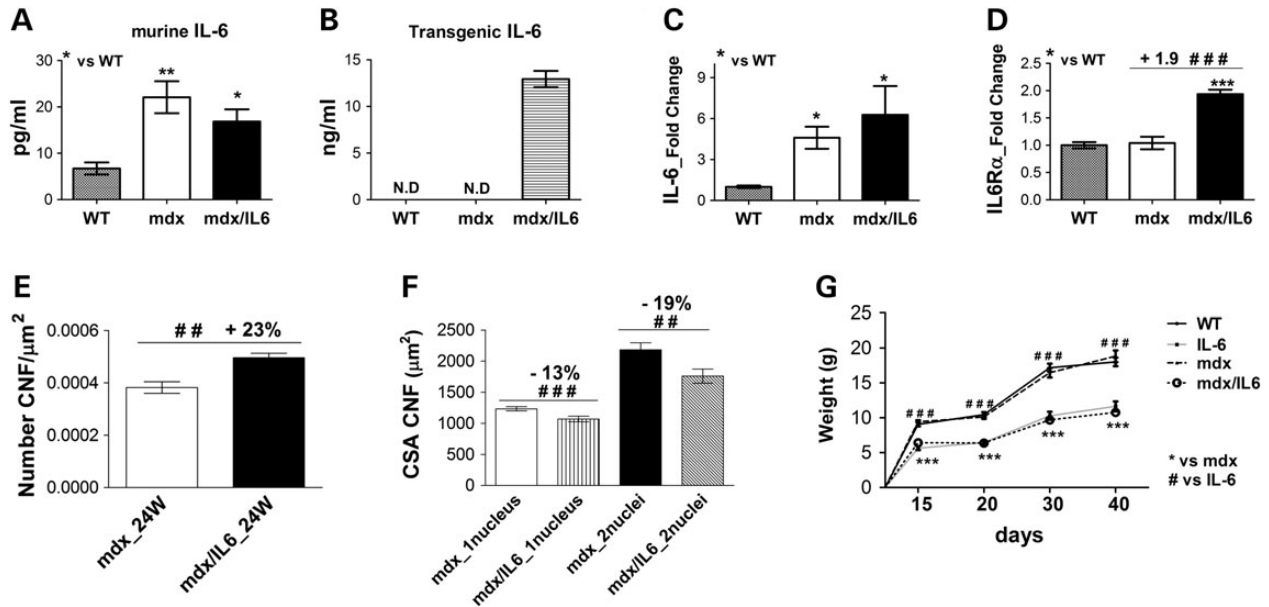 A
murine IL-6
* vs WT
pg/ml
30
20
10
0
**
*
WT
mdx
mdx/IL6
B
Transgenic IL-6
ng/ml
15
10
5
0
N.D
N.D
WT
mdx
mdx/IL6
C
* vs WT
IL-6_Fold Change
9
6
3
0
*
*
WT
mdx
mdx/IL6
D
* vs WT
+ 1.9 ###
***
IL6Rα_Fold Change
2.5
2.0
1.5
1.0
0.5
0.0
WT
mdx
mdx/IL6
E
Number CNF/μm²
0.0006
0.0004
0.0002
0.0000
## + 23%
mdx_24W
mdx/IL6_24W
F
CSA CNF (μm²)
2500
2000
1500
1000
500
0
- 13%
###
- 19%
##
mdx_1nucleus
mdx/IL6_1nucleus
mdx_2nuclei
mdx/IL6_2nuclei
G
Weight (g)
25
20
15
10
5
0
###
###
###
###
***
***
***
***
15
20
30
40
days
WT
IL-6
mdx
mdx/IL6
* vs mdx
# vs IL-6